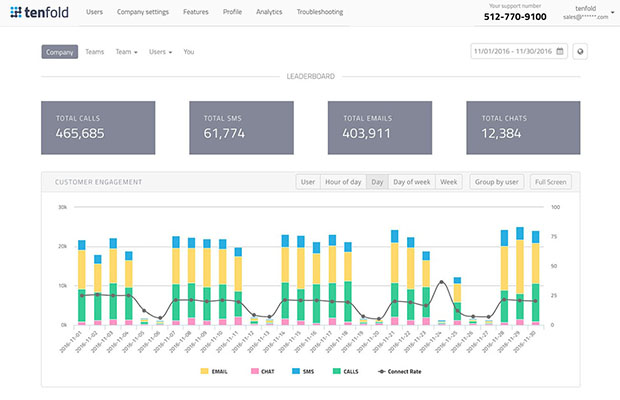 tenfold Users Company settings Features Profile Analytics Troubleshooting Your support number 512-770-9100 tenfold sales@******.com
Company Teams Team Users You 11/01/2016 - 11/30/2016
LEADERBOARD
TOTAL CALLS TOTAL SMS TOTAL EMAILS TOTAL CHATS
465,685 61,774 403,911 12,384
CUSTOMER ENGAGEMENT User Hour of day Day Day of week Week Group by user Full Screen
30k 100
20k 75
50
10k 25
0k 0
2016-11-01 2016-11-02 2016-11-03 2016-11-04 2016-11-05 2016-11-06 2016-11-07 2016-11-08 2016-11-09 2016-11-10 2016-11-11 2016-11-12 2016-11-13 2016-11-14 2016-11-15 2016-11-16 2016-11-17 2016-11-18 2016-11-19 2016-11-20 2016-11-21 2016-11-22 2016-11-23 2016-11-24 2016-11-25 2016-11-26 2016-11-27 2016-11-28 2016-11-29 2016-11-30
EMAIL CHAT SMS CALLS Connect Rate